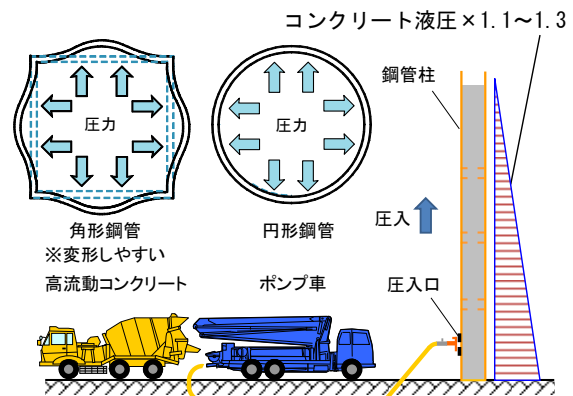 コンクリート液圧×1.1～1.3
鋼管柱
圧力
圧力
圧入
角形鋼管
※変形しやすい
円形鋼管
高流動コンクリート
ポンプ車
圧入口